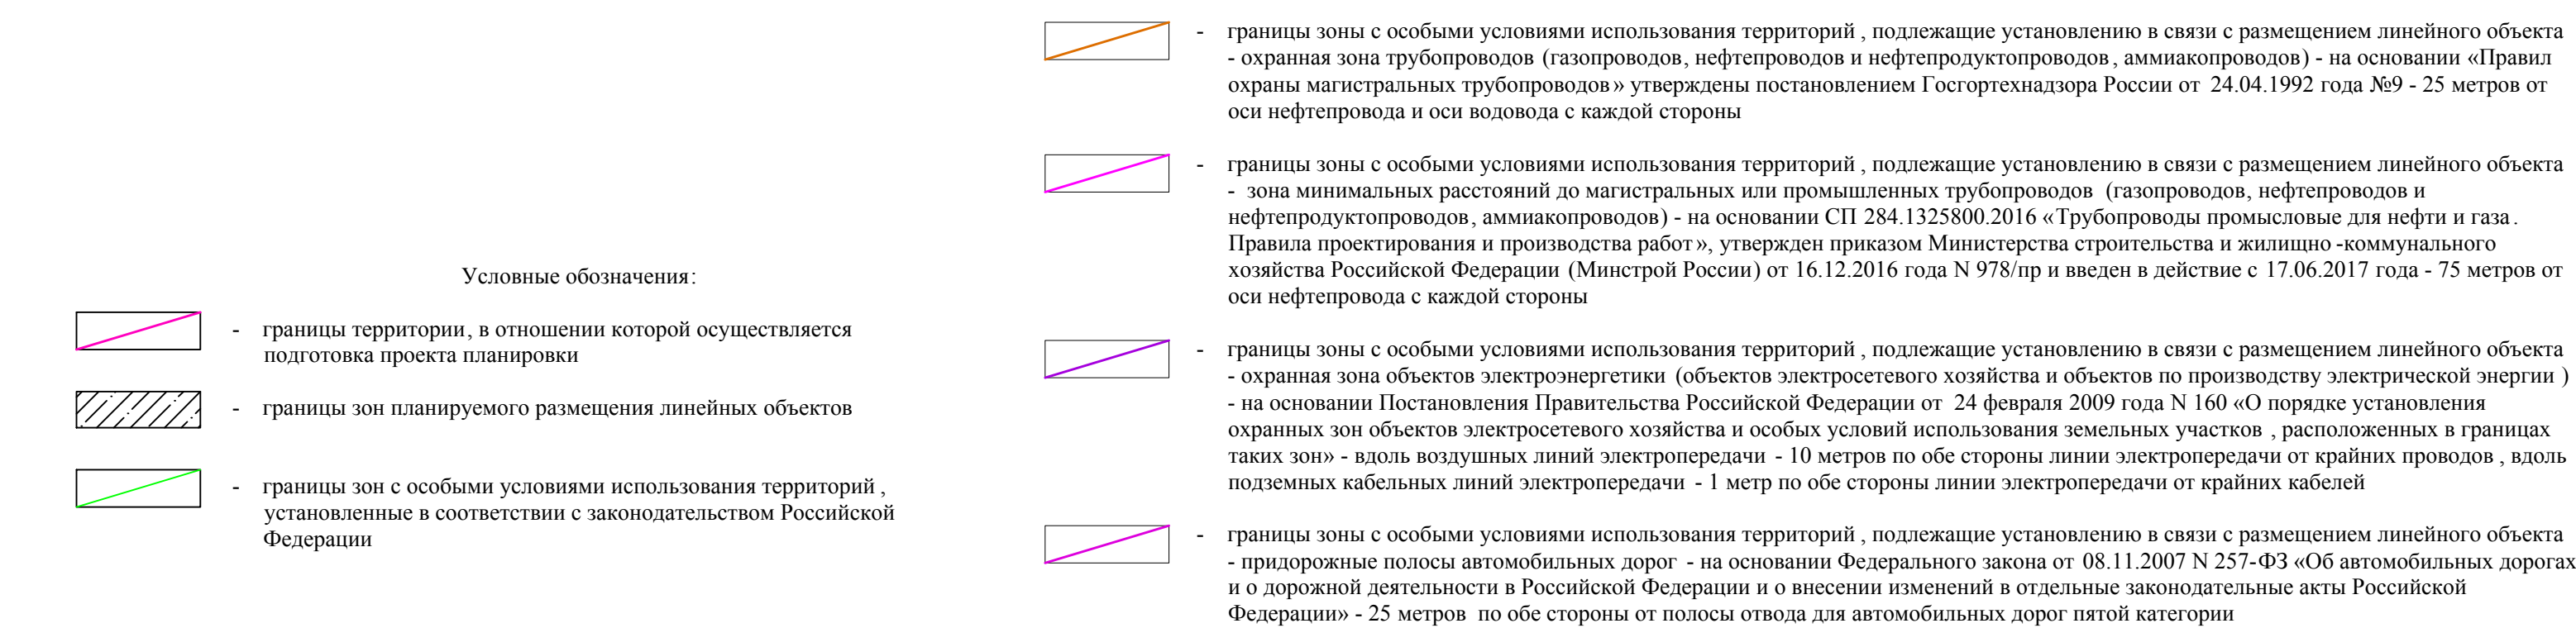 Условные обозначения:
- границы территории, в отношении которой осуществляется
подготовка проекта планировки
- границы зон планируемого размещения линейных объектов
- границы зон с особыми условиями использования территорий ,
установленные в соответствии с законодательством Российской
Федерации
- границы зоны с особыми условиями использования территорий , подлежащие установлению в связи с размещением линейного объекта
- охранная зона трубопроводов (газопроводов, нефтепроводов и нефтепродуктопроводов , аммиакопроводов) - на основании «Правил
охраны магистральных трубопроводов» утверждены постановлением Госгортехнадзора России от 24.04.1992 года №9 - 25 метров от
оси нефтепровода и оси водовода с каждой стороны
- границы зоны с особыми условиями использования территорий , подлежащие установлению в связи с размещением линейного объекта
- зона минимальных расстояний до магистральных или промышленных трубопроводов (газопроводов, нефтепроводов и
нефтепродуктопроводов, аммиакопроводов) - на основании СП 284.1325800.2016 «Трубопроводы промысловые для нефти и газа .
Правила проектирования и производства работ», утвержден приказом Министерства строительства и жилищно-коммунального
хозяйства Российской Федерации (Минстрой России) от 16.12.2016 года N 978/пр и введен в действие с 17.06.2017 года - 75 метров от
оси нефтепровода с каждой стороны
- границы зоны с особыми условиями использования территорий , подлежащие установлению в связи с размещением линейного объекта
- охранная зона объектов электроэнергетики (объектов электросетевого хозяйства и объектов по производству электрической энергии )
- на основании Постановления Правительства Российской Федерации от 24 февраля 2009 года N 160 «О порядке установления
охранных зон объектов электросетевого хозяйства и особых условий использования земельных участков , расположенных в границах
таких зон» - вдоль воздушных линий электропередачи - 10 метров по обе стороны линии электропередачи от крайних проводов , вдоль
подземных кабельных линий электропередачи - 1 метр по обе стороны линии электропередачи от крайних кабелей
- границы зоны с особыми условиями использования территорий , подлежащие установлению в связи с размещением линейного объекта
- придорожные полосы автомобильных дорог - на основании Федерального закона от 08.11.2007 N 257-ФЗ «Об автомобильных дорогах
и о дорожной деятельности в Российской Федерации и о внесении изменений в отдельные законодательные акты Российской
Федерации» - 25 метров по обе стороны от полосы отвода для автомобильных дорог пятой категории